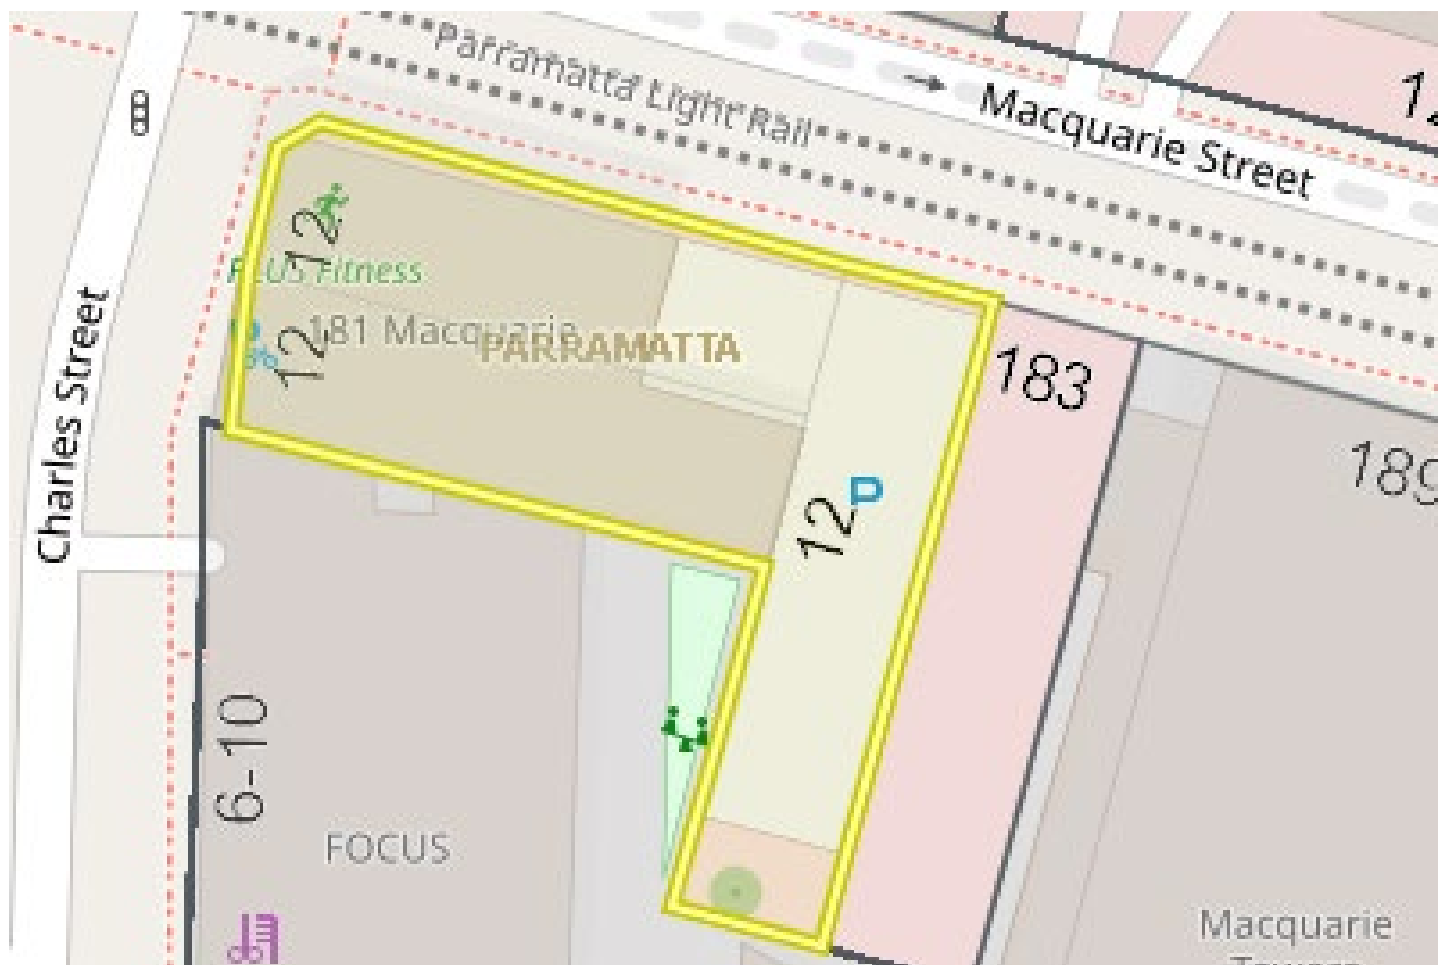 Parramatta Light Rail
Macquarie Street
12
PLUS Fitness
12
181 Macquarie
PARRAMATTA
12
183
189
Charles Street
6-10
FOCUS
Macquarie